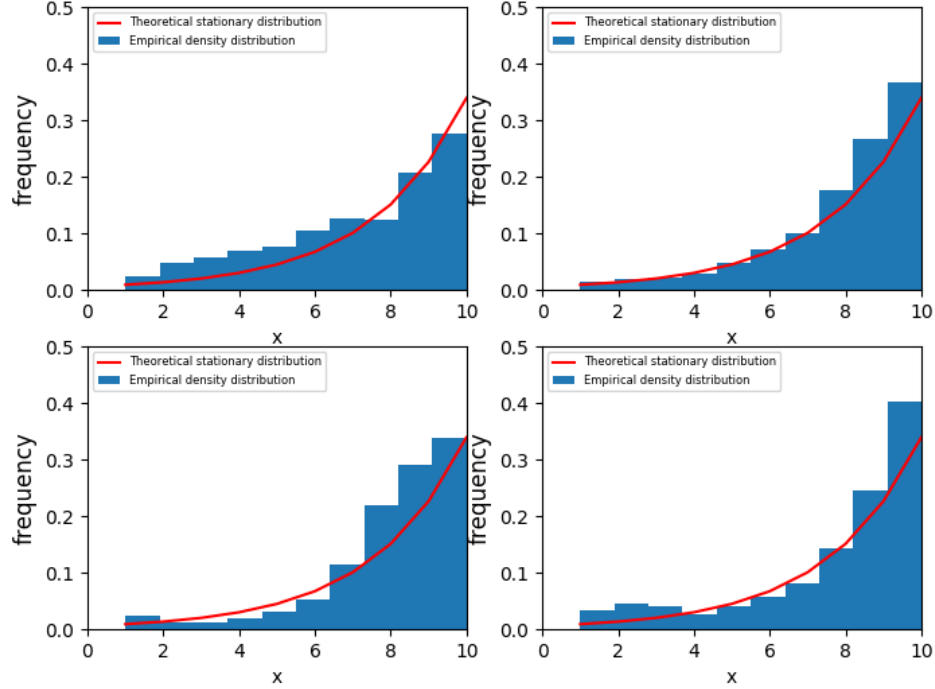 0.5
0.4
0.3
0.2
0.1
0.0
frequency
Theoretical stationary distribution
Empirical density distribution
0 2 4 6 8 10
x
0.5
0.4
0.3
0.2
0.1
0.0
frequency
Theoretical stationary distribution
Empirical density distribution
0 2 4 6 8 10
x
0.5
0.4
0.3
0.2
0.1
0.0
frequency
Theoretical stationary distribution
Empirical density distribution
0 2 4 6 8 10
x
0.5
0.4
0.3
0.2
0.1
0.0
frequency
Theoretical stationary distribution
Empirical density distribution
0 2 4 6 8 10
x